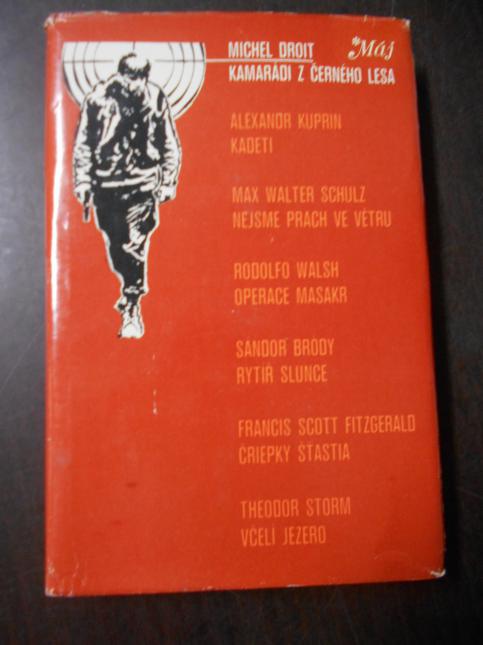 MICHEL DROIT *Máj
KAMARÁDI Z ČERNÉHO LESA
ALEXANDR KUPRIN
KADETI
MAX WALTER SCHULZ
NEJSME PRACH VE VĚTRU
RODOLFO WALSH
OPERACE MASAKR
SÁNDOR BRÓDY
RYTÍŘ SLUNCE
FRANCIS SCOTT FITZGERALD
ČRIEPKY ŠŤASTIA
THEODOR STORM
VČELÍ JEZERO